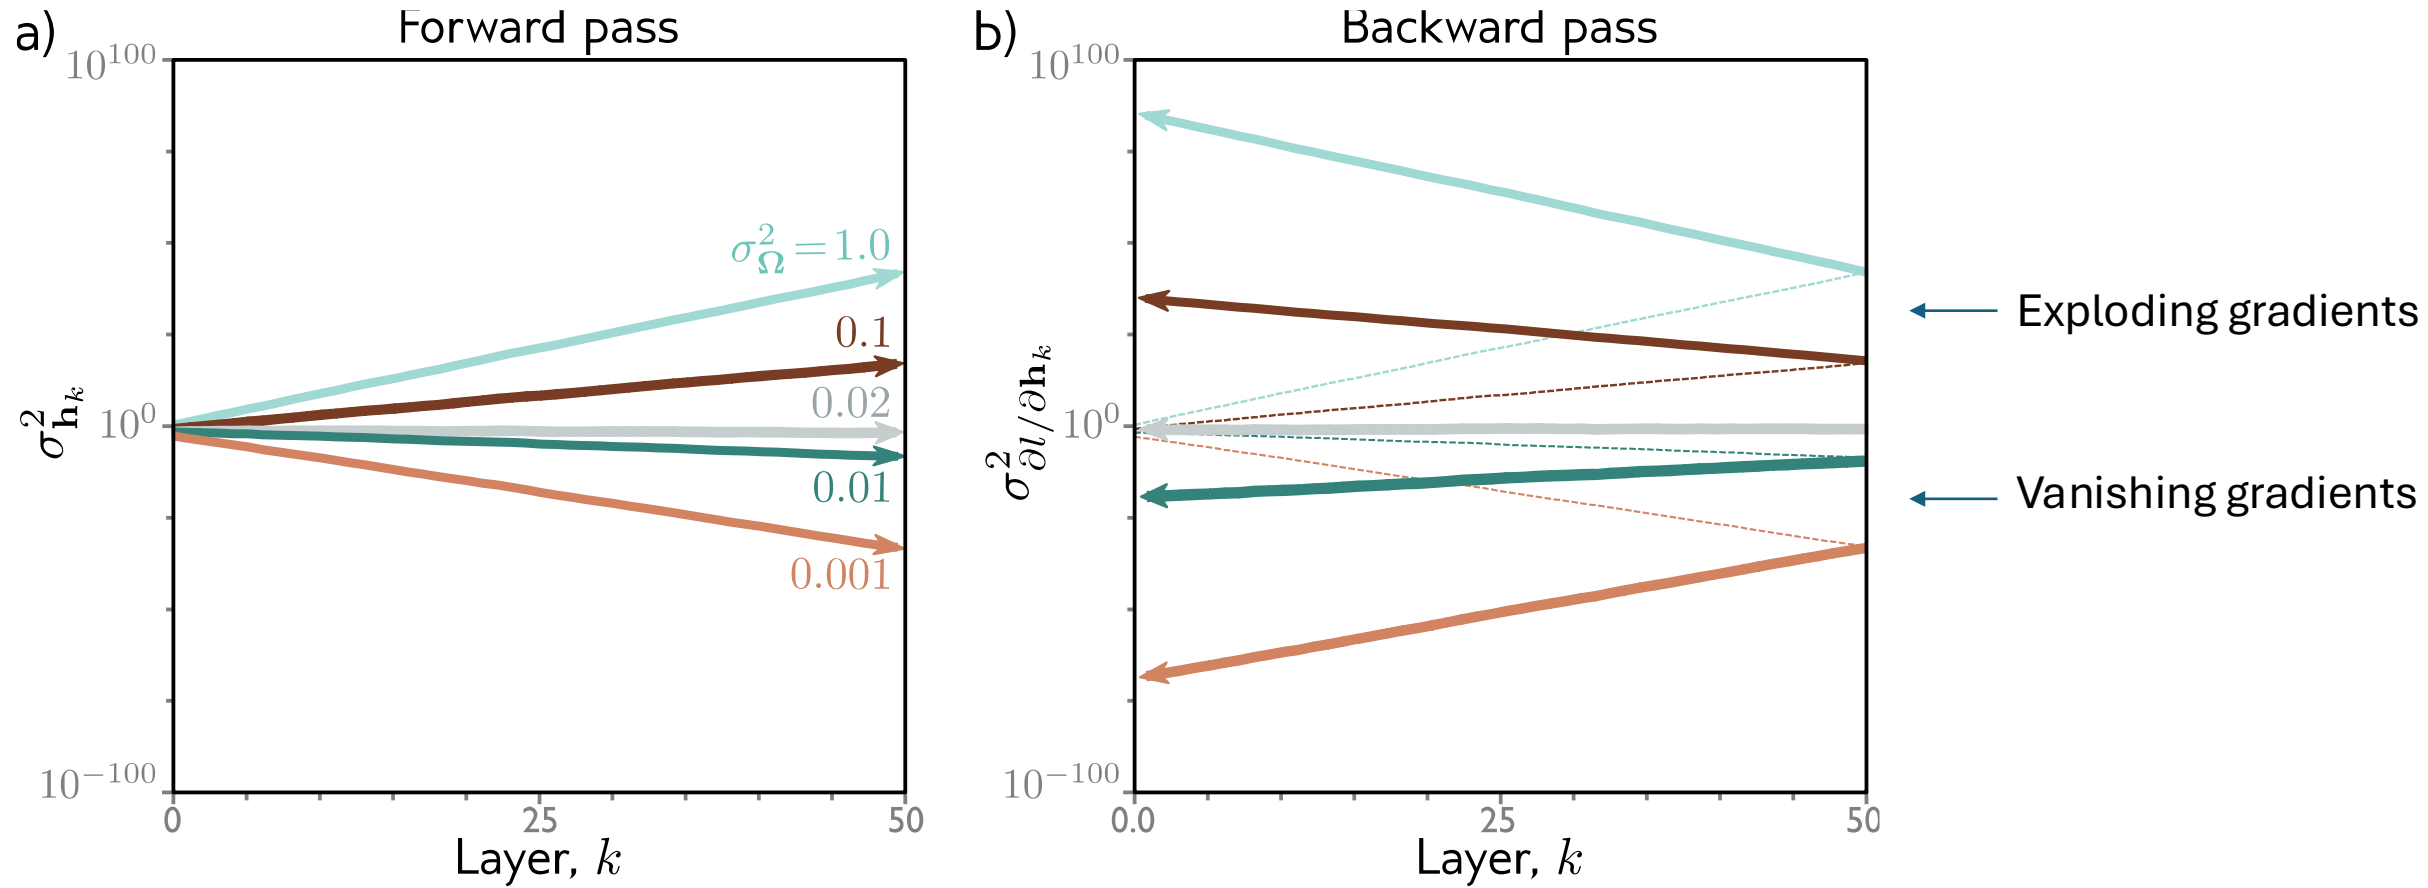 a)
Forward pass
10^100
10^0
10^−100
σ²_{h_k}
σ²_Ω = 1.0
0.1
0.02
0.01
0.001
0
25
50
Layer, k
b)
Backward pass
10^100
10^0
10^−100
σ²_{∂l/∂h_k}
0.0
25
50
Layer, k
Exploding gradients
Vanishing gradients